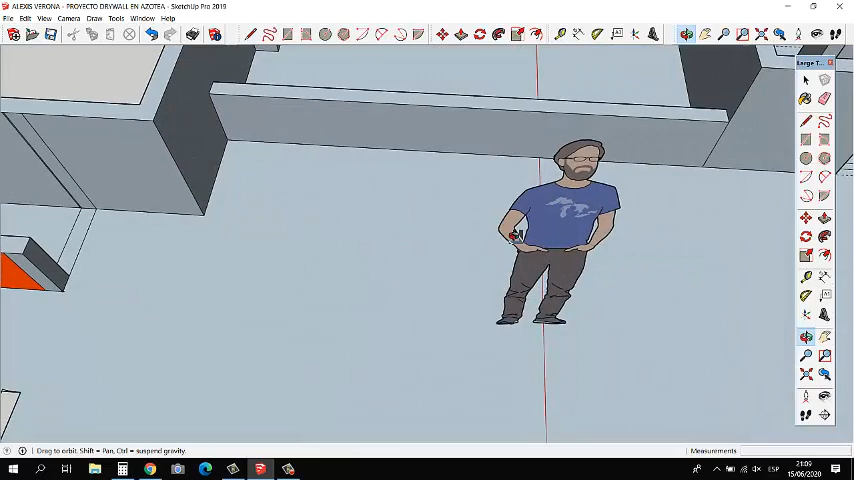 ALEXIS VERONA - PROYECTO DRYWALL EN AZOTEA - SketchUp Pro 2019
File Edit View Camera Draw Tools Window Help
Large T...
Drag to orbit. Shift = Pan, Ctrl = suspend gravity.
Measurements
ESP
21:09
15/06/2020